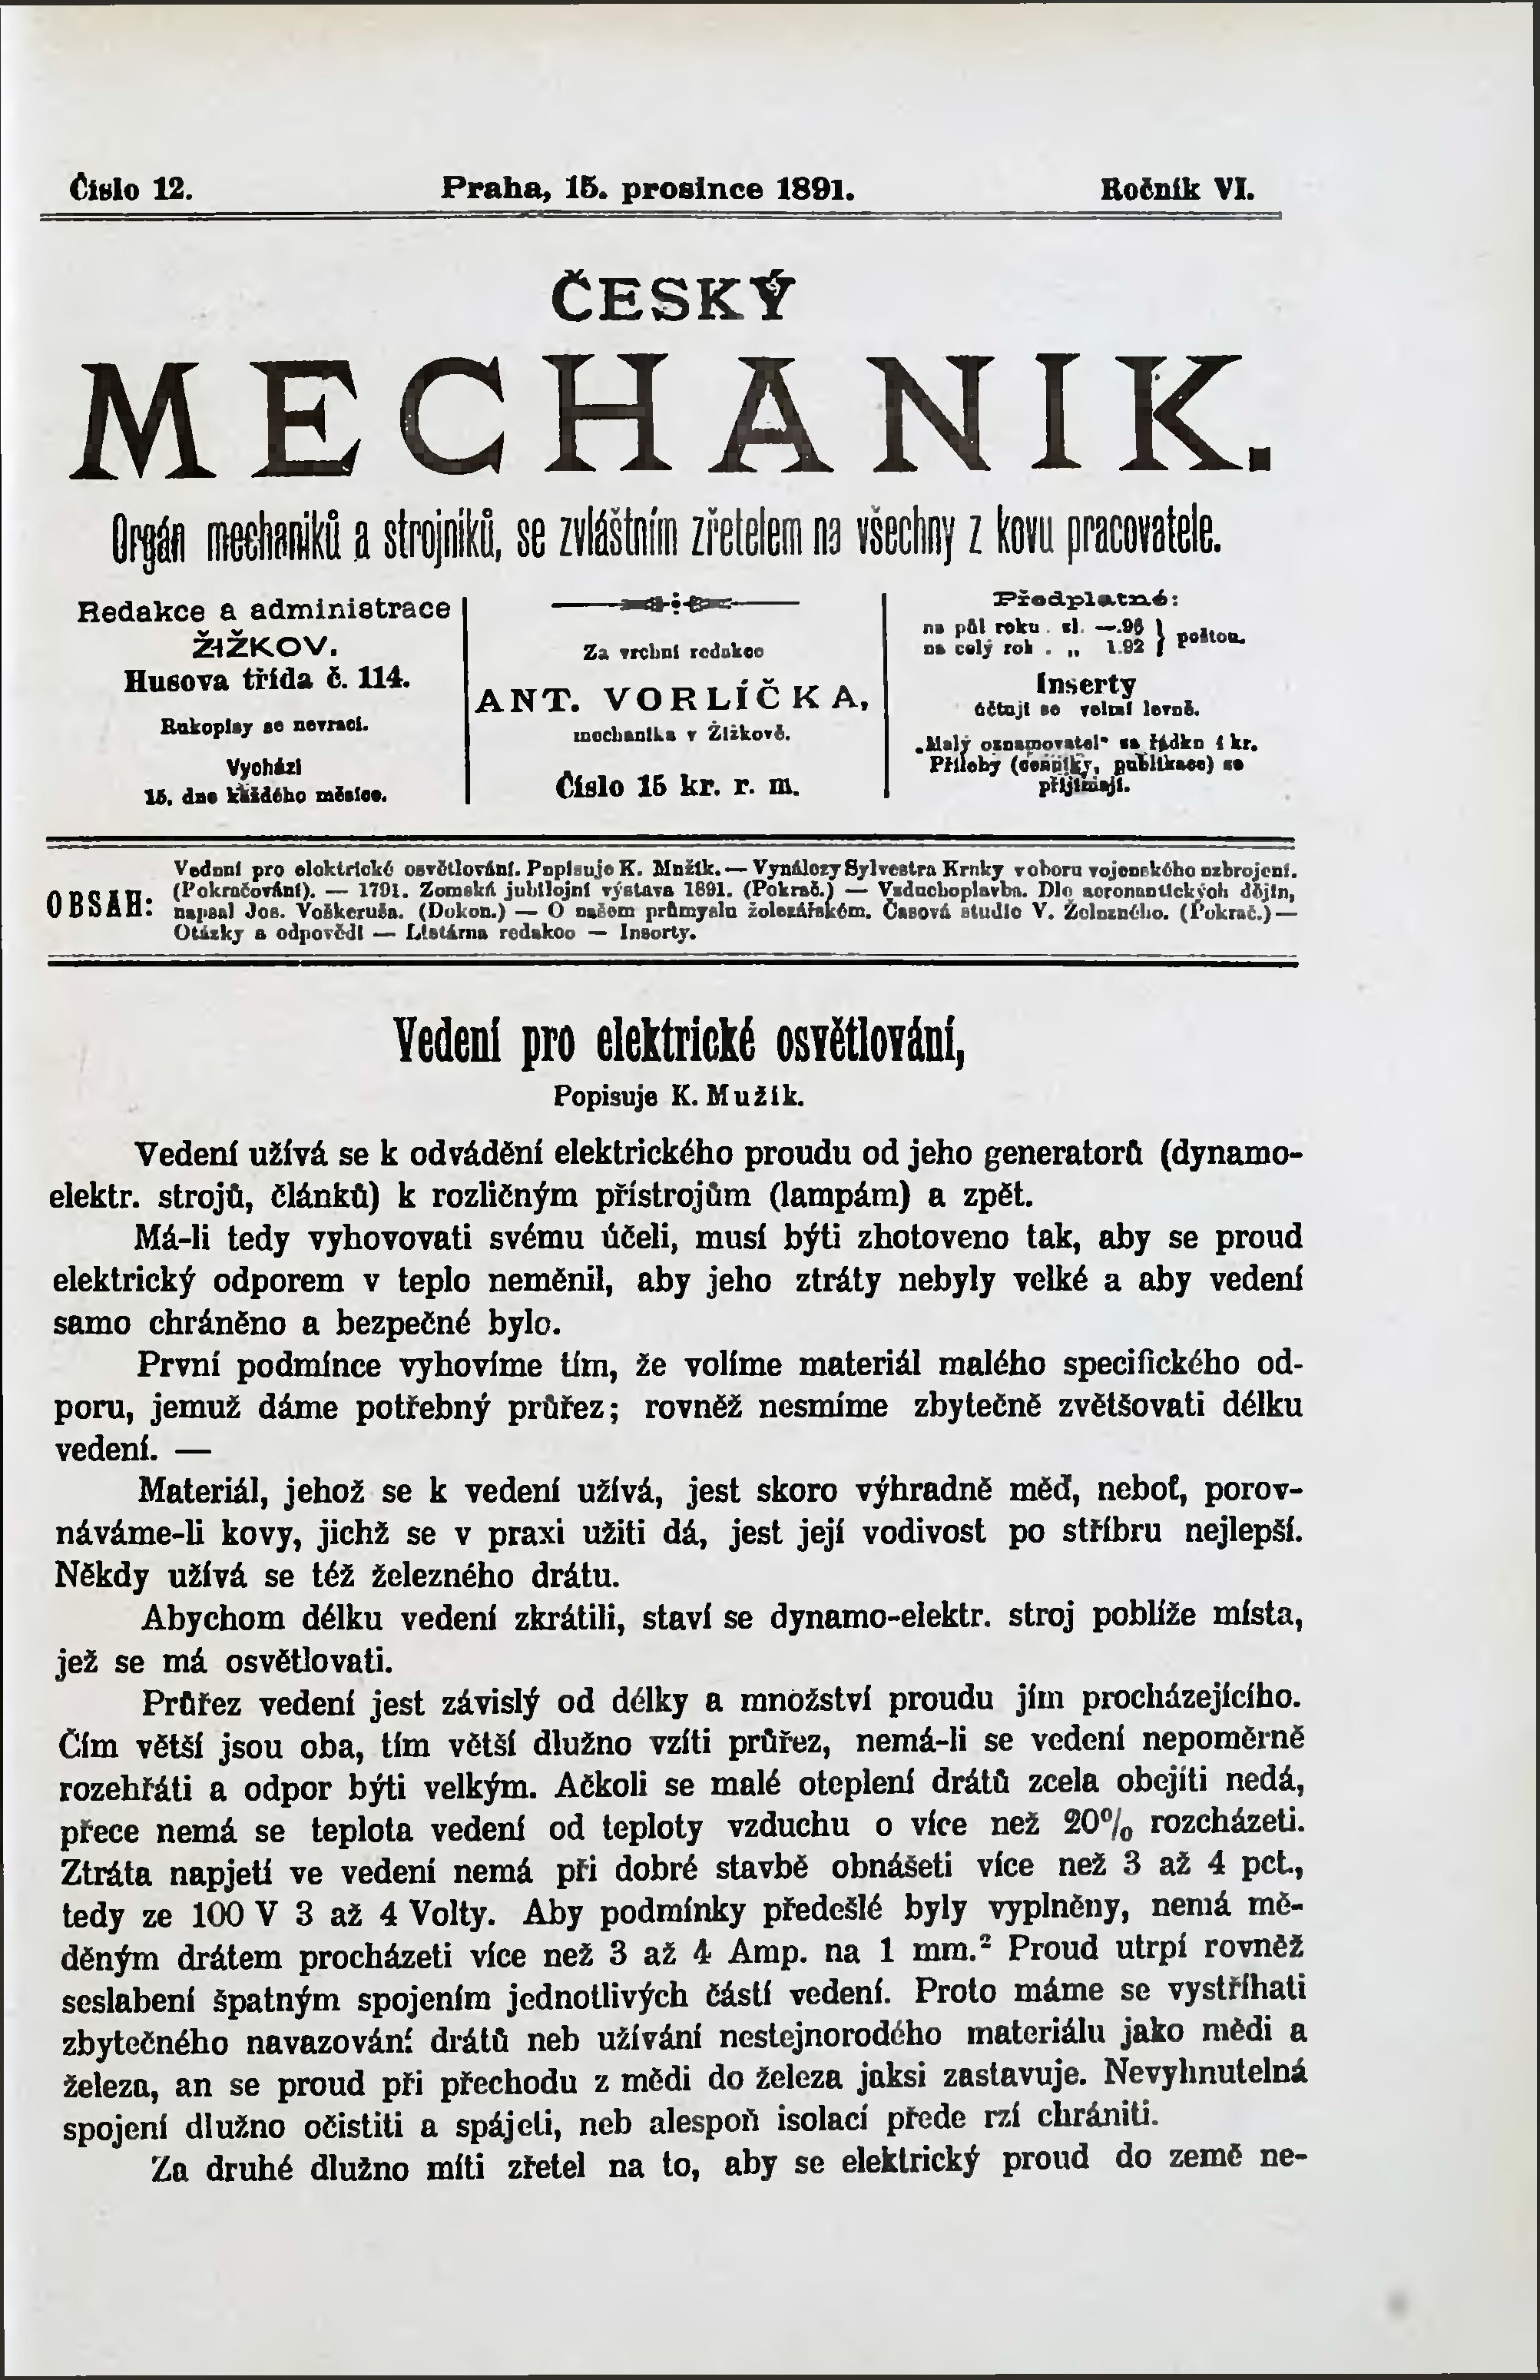 Číslo 12. Praha, 15. prosince 1891. Ročník VI.
ČESKÝ
MECHANIK.
Orgán mechaniků a strojníků, se zvláštním zřetelem na všechny z kovu pracovatele.
Redakce a administrace
ŽIŽKOV.
Husova třída č. 114.
Rukopisy se nevrací.
Vychází
15. dne každého měsíce.
Za vrchní redakce
ANT. VORLÍČKA,
mechanika v Žižkově.
Číslo 15 kr. r. m.
Předplatné:
na půl roku . zl. —.96
na celý rok . „ 1.92 } poštou.
Inserty
účtují se velmi levně.
„Malý oznamovatel“ za řádku 4 kr.
Přílohy (cenníky, publikace) se
přijímají.
OBSAH:
Vedení pro elektrické osvětlování. Popisuje K. Mužík. — Vynálezy Sylvestra Krnky v oboru vojenského ozbrojení.
(Pokračování). — 1791. Zemská jubilejní výstava 1891. (Pokrač.) — Vzduchoplavba. Dle aeronautických dějin,
napsal Jos. Voškeruša. (Dokon.) — O našem průmyslu železářském. Časová studie V. Železného. (Pokrač.) —
Otázky a odpovědi — Listárna redakce — Inserty.
Vedení pro elektrické osvětlování,
Popisuje K. Mužík.
Vedení užívá se k odvádění elektrického proudu od jeho generatorů (dynamo-
elektr. strojů, článků) k rozličným přístrojům (lampám) a zpět.
Má-li tedy vyhovovati svému účeli, musí býti zhotoveno tak, aby se proud
elektrický odporem v teplo neměnil, aby jeho ztráty nebyly velké a aby vedení
samo chráněno a bezpečné bylo.
První podmínce vyhovíme tím, že volíme materiál malého specifického od-
poru, jemuž dáme potřebný průřez; rovněž nesmíme zbytečně zvětšovati délku
vedení. —
Materiál, jehož se k vedení užívá, jest skoro výhradně měď, neboť, porov-
náváme-li kovy, jichž se v praxi užiti dá, jest její vodivost po stříbru nejlepší.
Někdy užívá se též železného drátu.
Abychom délku vedení zkrátili, staví se dynamo-elektr. stroj poblíže místa,
jež se má osvětlovati.
Průřez vedení jest závislý od délky a množství proudu jím procházejícího.
Čím větší jsou oba, tím větší dlužno vzíti průřez, nemá-li se vedení nepoměrně
rozehřáti a odpor býti velkým. Ačkoli se malé oteplení drátů zcela obejíti nedá,
přece nemá se teplota vedení od teploty vzduchu o více než 20% rozcházeti.
Ztráta napjetí ve vedení nemá při dobré stavbě obnášeti více než 3 až 4 pct.,
tedy ze 100 V 3 až 4 Volty. Aby podmínky předešlé byly vyplněny, nemá mě-
děným drátem procházeti více než 3 až 4 Amp. na 1 mm.² Proud utrpí rovněž
seslabení špatným spojením jednotlivých částí vedení. Proto máme se vystříhati
zbytečného navazování drátů neb užívání nestejnorodého materiálu jako mědi a
železa, an se proud při přechodu z mědi do železa jaksi zastavuje. Nevyhnutelná
spojení dlužno očistiti a spájeti, neb alespoň isolací přede rzí chrániti.
Za druhé dlužno míti zřetel na to, aby se elektrický proud do země ne-